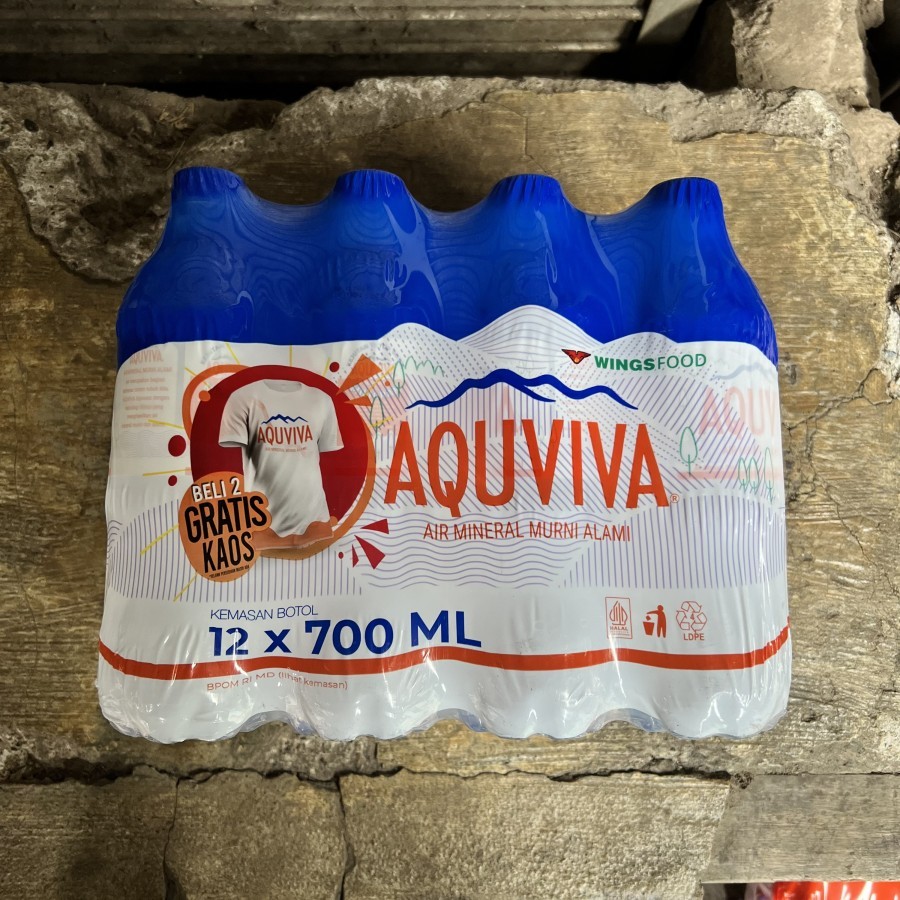 WINGSFOOD
AQUVIVA
AQUVIVA®
AIR MINERAL MURNI ALAMI
BELI 2
GRATIS
KAOS
KEMASAN BOTOL
12 x 700 ML
HALAL
LDPE
BPOM RI MD (lihat kemasan)